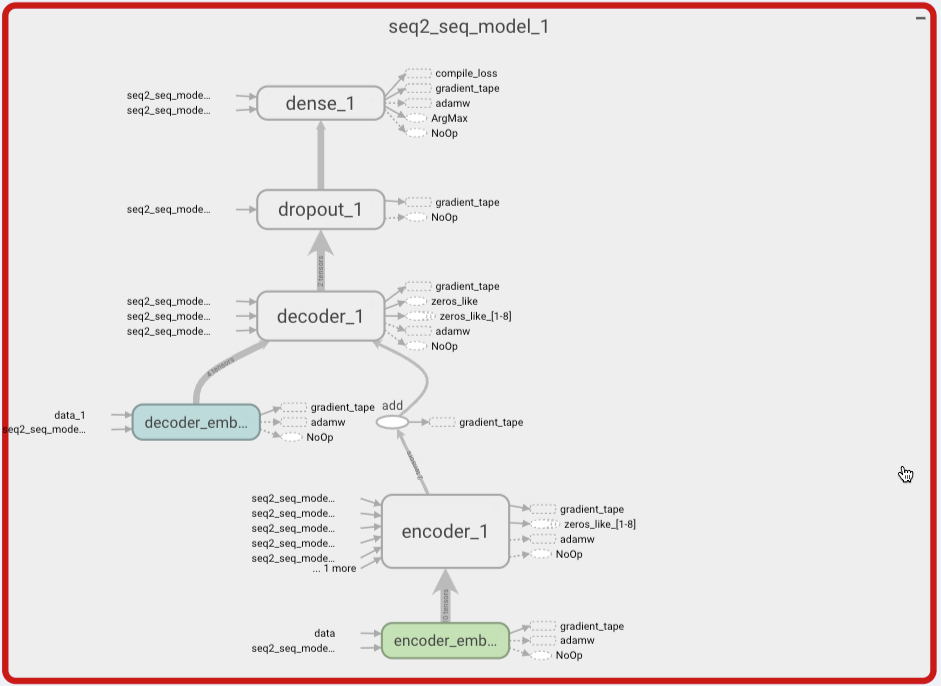 seq2_seq_model_1
compile_loss
gradient_tape
seq2_seq_mode...
dense_1
adamw
seq2_seq_mode...
ArgMax
NoOp
gradient_tape
seq2_seq_mode...
dropout_1
NoOp
2 tensors
gradient_tape
seq2_seq_mode...
zeros_like
seq2_seq_mode...
decoder_1
zeros_like_[1-8]
seq2_seq_mode...
adamw
NoOp
4 tensors
add
data_1
decoder_emb...
gradient_tape
adamw
NoOp
seq2_seq_mode...
gradient_tape
tensors
seq2_seq_mode...
seq2_seq_mode...
seq2_seq_mode...
seq2_seq_mode...
seq2_seq_mode...
... 1 more
encoder_1
gradient_tape
zeros_like_[1-8]
adamw
NoOp
tensors
data
seq2_seq_mode...
encoder_emb...
gradient_tape
adamw
NoOp